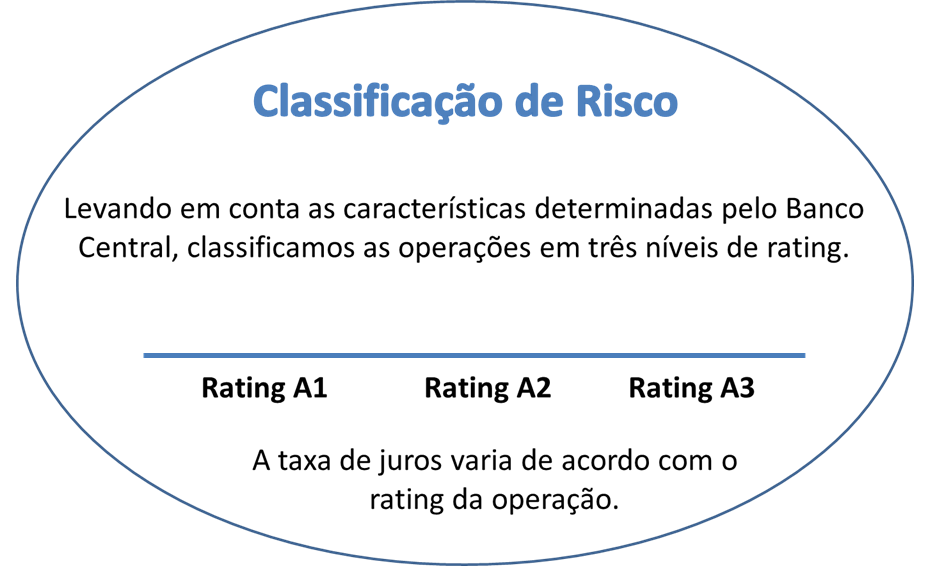 Classificação de Risco
Levando em conta as características determinadas pelo Banco
Central, classificamos as operações em três níveis de rating.
Rating A1 Rating A2 Rating A3
A taxa de juros varia de acordo com o
rating da operação.